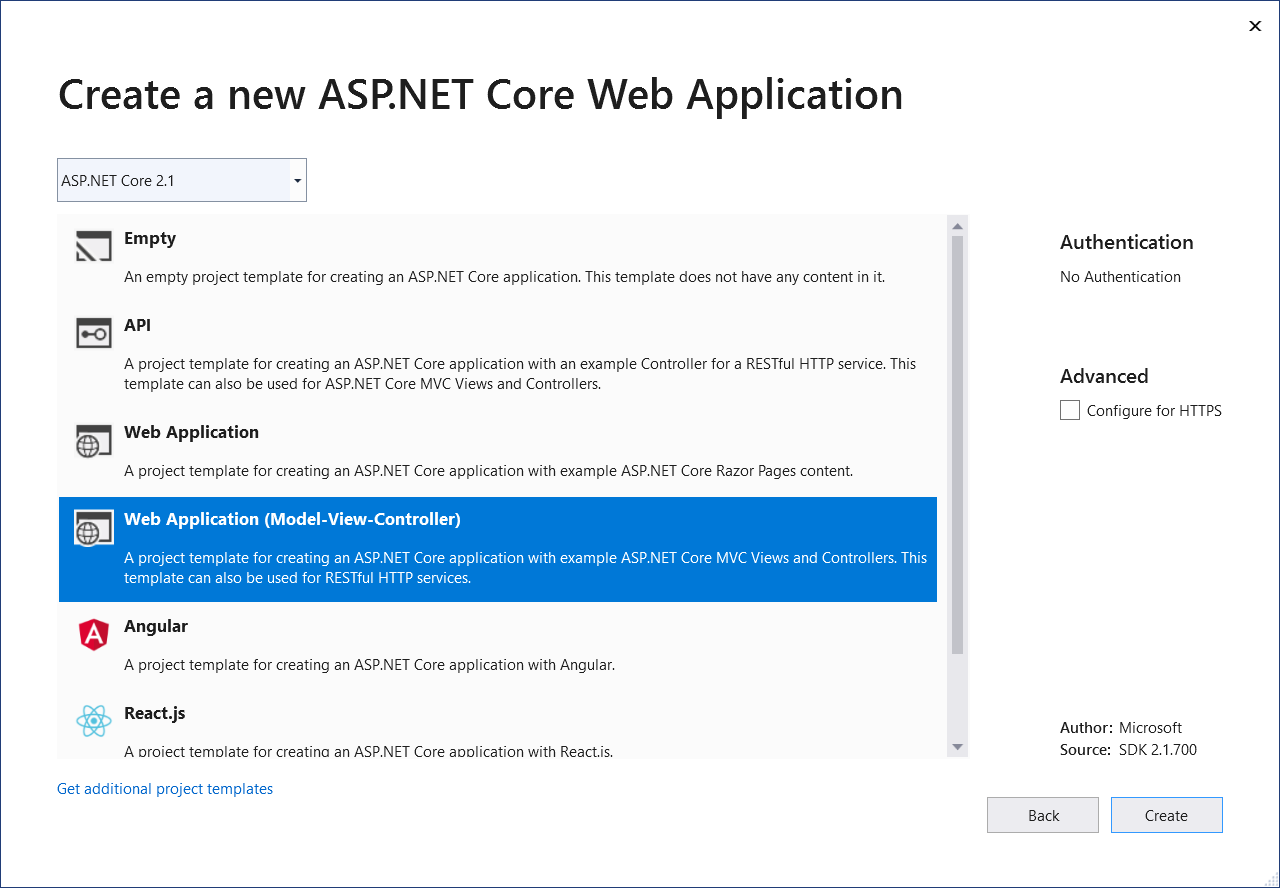 Create a new ASP.NET Core Web Application
ASP.NET Core 2.1
Empty
An empty project template for creating an ASP.NET Core application. This template does not have any content in it.
API
A project template for creating an ASP.NET Core application with an example Controller for a RESTful HTTP service. This
template can also be used for ASP.NET Core MVC Views and Controllers.
Web Application
A project template for creating an ASP.NET Core application with example ASP.NET Core Razor Pages content.
Web Application (Model-View-Controller)
A project template for creating an ASP.NET Core application with example ASP.NET Core MVC Views and Controllers. This
template can also be used for RESTful HTTP services.
Angular
A project template for creating an ASP.NET Core application with Angular.
React.js
A project template for creating an ASP.NET Core application with React.js.
Get additional project templates
Authentication
No Authentication
Advanced
Configure for HTTPS
Author: Microsoft
Source: SDK 2.1.700
Back
Create